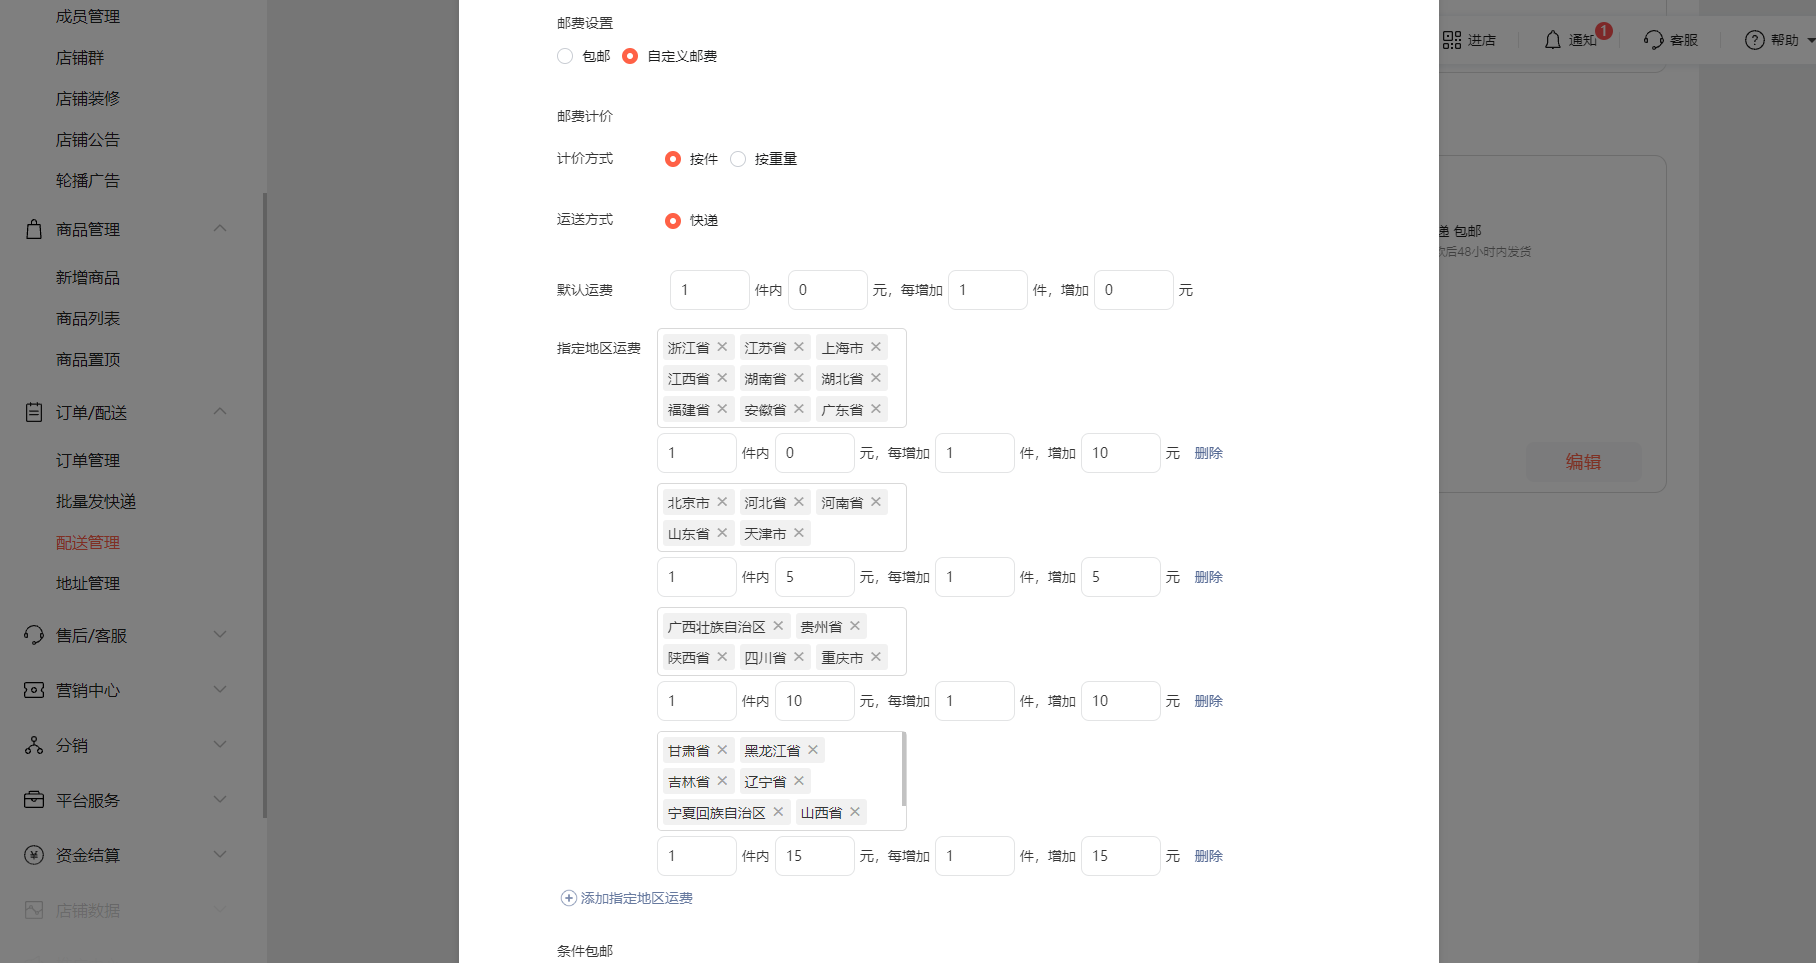 成员管理
店铺群
店铺装修
店铺公告
轮播广告
商品管理
新增商品
商品列表
商品置顶
订单/配送
订单管理
批量发快递
配送管理
地址管理
售后/客服
营销中心
分销
平台服务
资金结算
店铺数据
邮费设置
包邮 自定义邮费
邮费计价
计价方式 按件 按重量
运送方式 快递
默认运费 1 件内 0 元，每增加 1 件，增加 0 元
指定地区运费 浙江省 江苏省 上海市
江西省 湖南省 湖北省
福建省 安徽省 广东省
1 件内 0 元，每增加 1 件，增加 10 元 删除
北京市 河北省 河南省
山东省 天津市
1 件内 5 元，每增加 1 件，增加 5 元 删除
广西壮族自治区 贵州省
陕西省 四川省 重庆市
1 件内 10 元，每增加 1 件，增加 10 元 删除
甘肃省 黑龙江省
吉林省 辽宁省
宁夏回族自治区 山西省
1 件内 15 元，每增加 1 件，增加 15 元 删除
添加指定地区运费
条件包邮
进店 通知 1 客服 帮助
递 包邮
款后48小时内发货
编辑